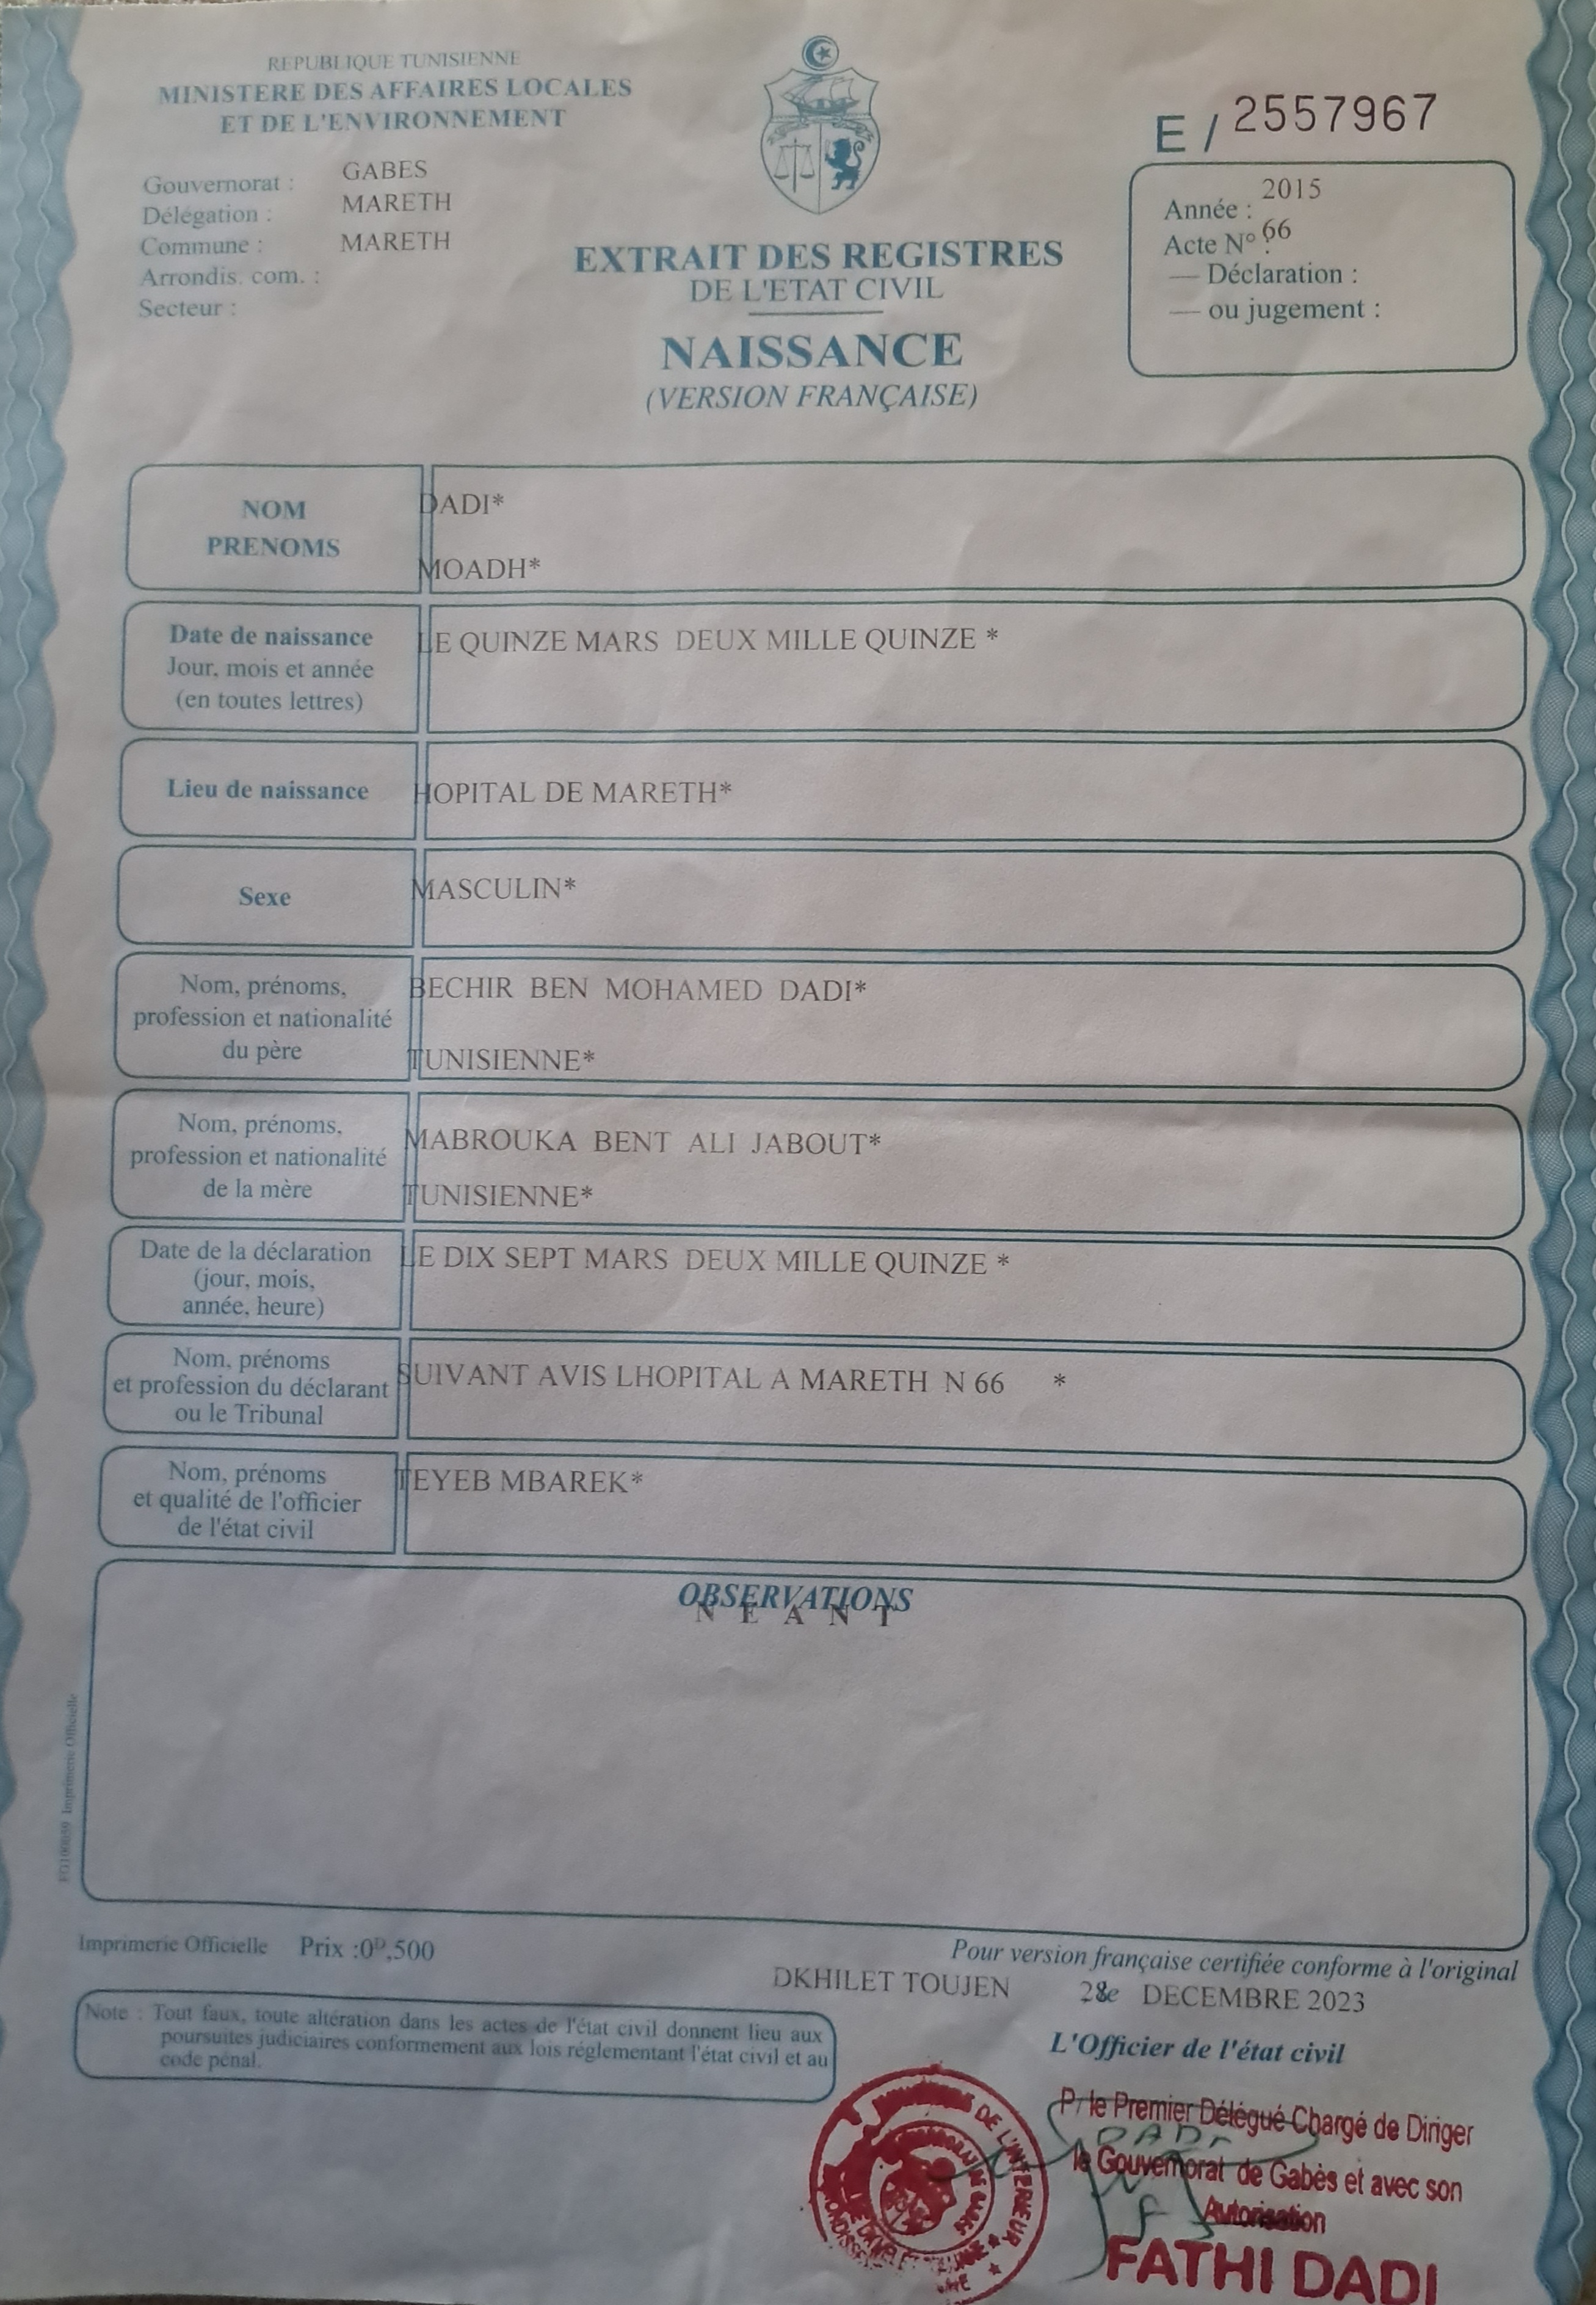 REPUBLIQUE TUNISIENNE
MINISTERE DES AFFAIRES LOCALES
ET DE L'ENVIRONNEMENT
Gouvernorat : GABES
Délégation : MARETH
Commune : MARETH
Arrondis. com. :
Secteur :
E / 2557967
Année : 2015
Acte N° : 66
— Déclaration :
— ou jugement :
EXTRAIT DES REGISTRES
DE L'ETAT CIVIL
NAISSANCE
(VERSION FRANÇAISE)
NOM
PRENOMS
DADI*
MOADH*
Date de naissance
Jour, mois et année
(en toutes lettres)
LE QUINZE MARS DEUX MILLE QUINZE *
Lieu de naissance
HOPITAL DE MARETH*
Sexe
MASCULIN*
Nom, prénoms,
profession et nationalité
du père
BECHIR BEN MOHAMED DADI*
TUNISIENNE*
Nom, prénoms,
profession et nationalité
de la mère
MABROUKA BENT ALI JABOUT*
TUNISIENNE*
Date de la déclaration
(jour, mois,
année, heure)
LE DIX SEPT MARS DEUX MILLE QUINZE *
Nom, prénoms
et profession du déclarant
ou le Tribunal
SUIVANT AVIS LHOPITAL A MARETH N 66 *
Nom, prénoms
et qualité de l'officier
de l'état civil
TEYEB MBAREK*
OBSERVATIONS
N E A N T
Imprimerie Officielle
Imprimerie Officielle Prix :0D,500
Pour version française certifiée conforme à l'original
DKHILET TOUJEN 28e DECEMBRE 2023
Note : Tout faux, toute altération dans les actes de l'état civil donnent lieu aux
poursuites judiciaires conformement aux lois réglementant l'état civil et au
code pénal.
L'Officier de l'état civil
P/ le Premier Délégué Chargé de Diriger
le Gouvernorat de Gabès et avec son
Autorisation
FATHI DADI
DE L'INTERIEUR